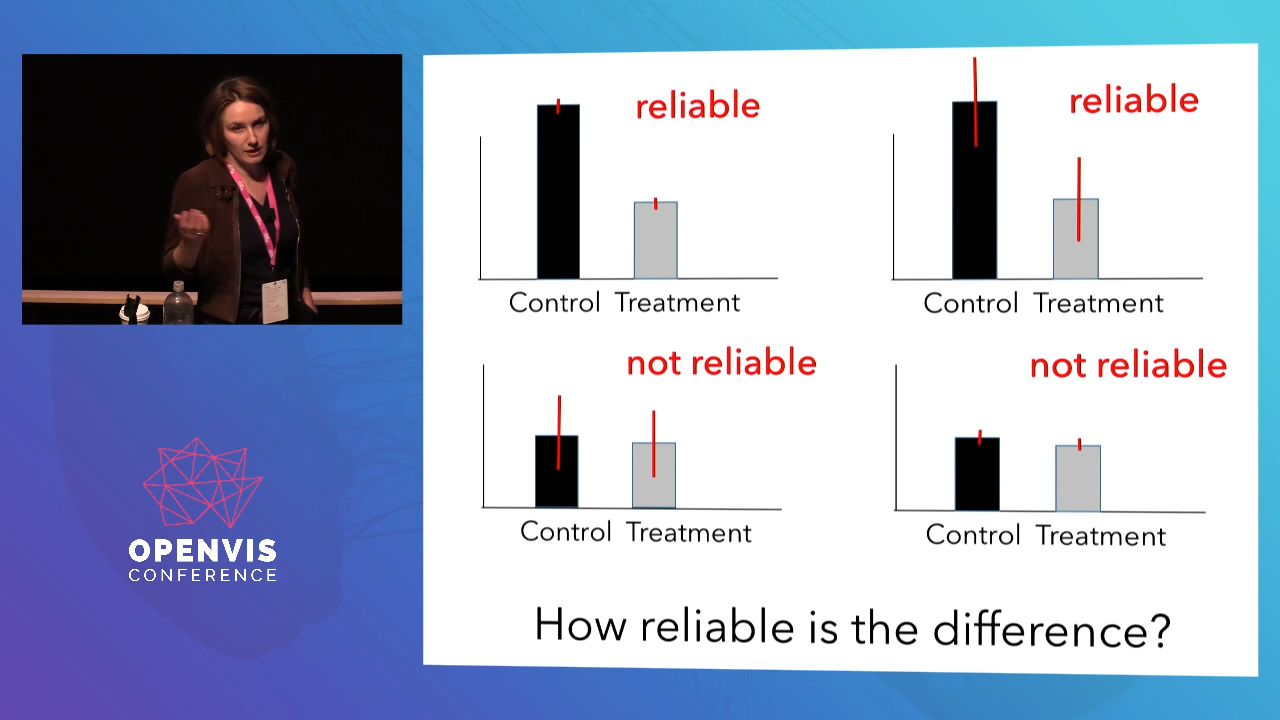 reliable
Control Treatment
reliable
Control Treatment
not reliable
Control Treatment
not reliable
Control Treatment
How reliable is the difference?
OPENVIS
CONFERENCE